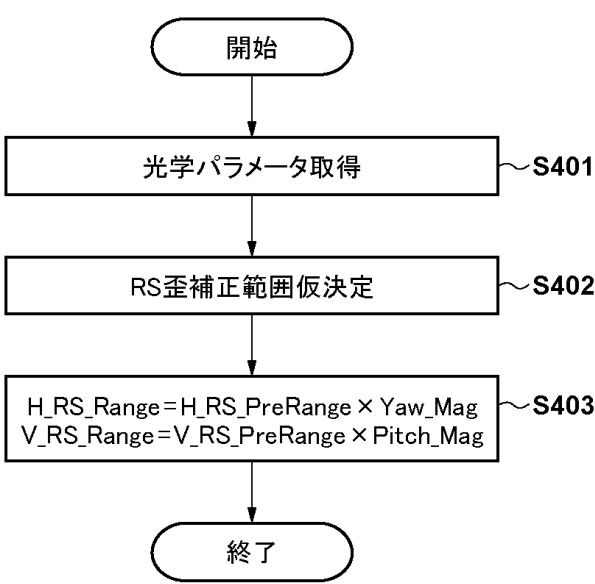 開始
光学パラメータ取得
S401
RS歪補正範囲仮決定
S402
H_RS_Range=H_RS_PreRange×Yaw_Mag
V_RS_Range=V_RS_PreRange×Pitch_Mag
S403
終了